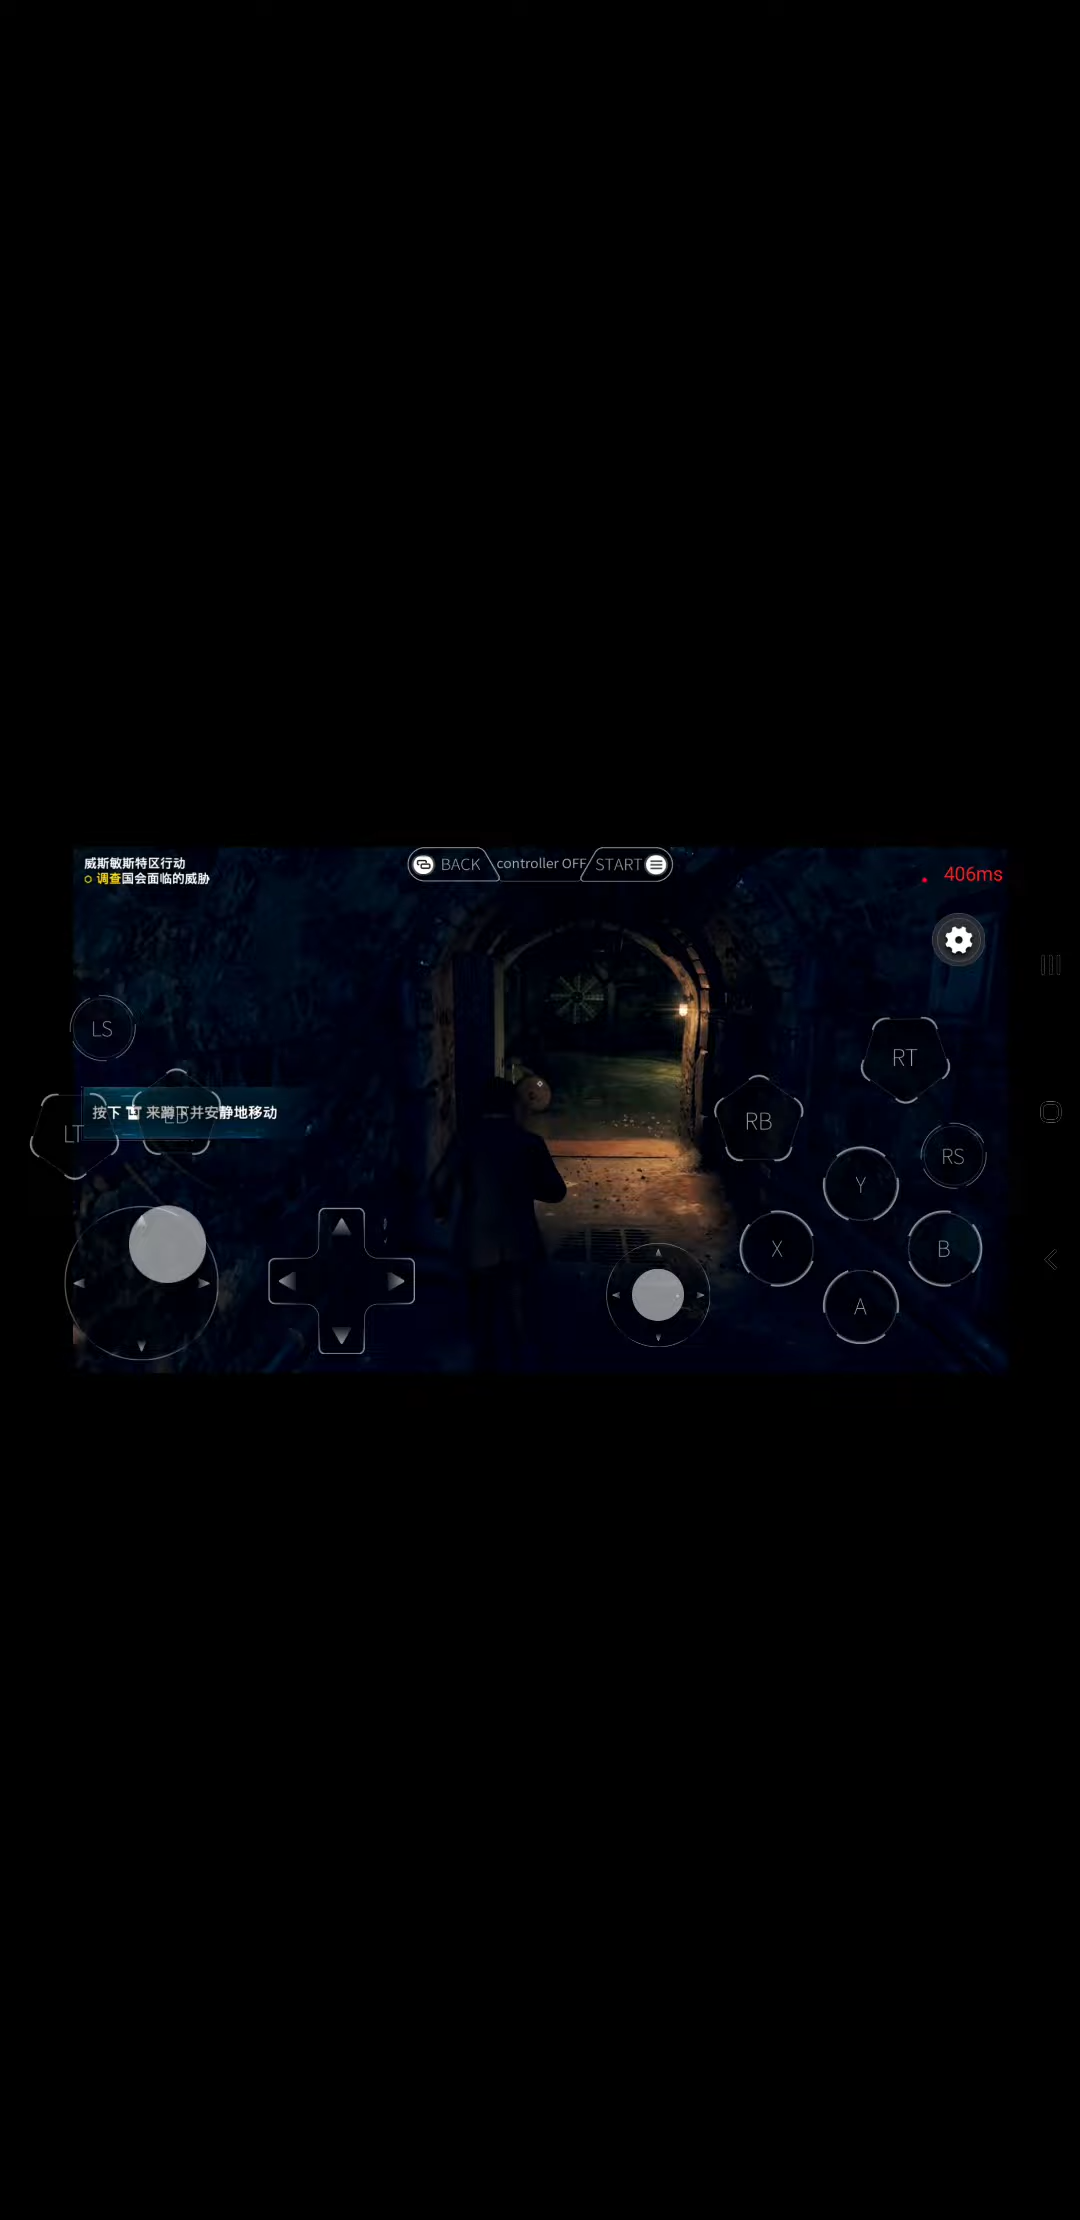 威斯敏斯特区行动
调查国会面临的威胁
BACK
controller OFF
START
406ms
LS
RT
按下 LT 来蹲下并安静地移动
LT
LB
RB
RS
Y
X
B
A